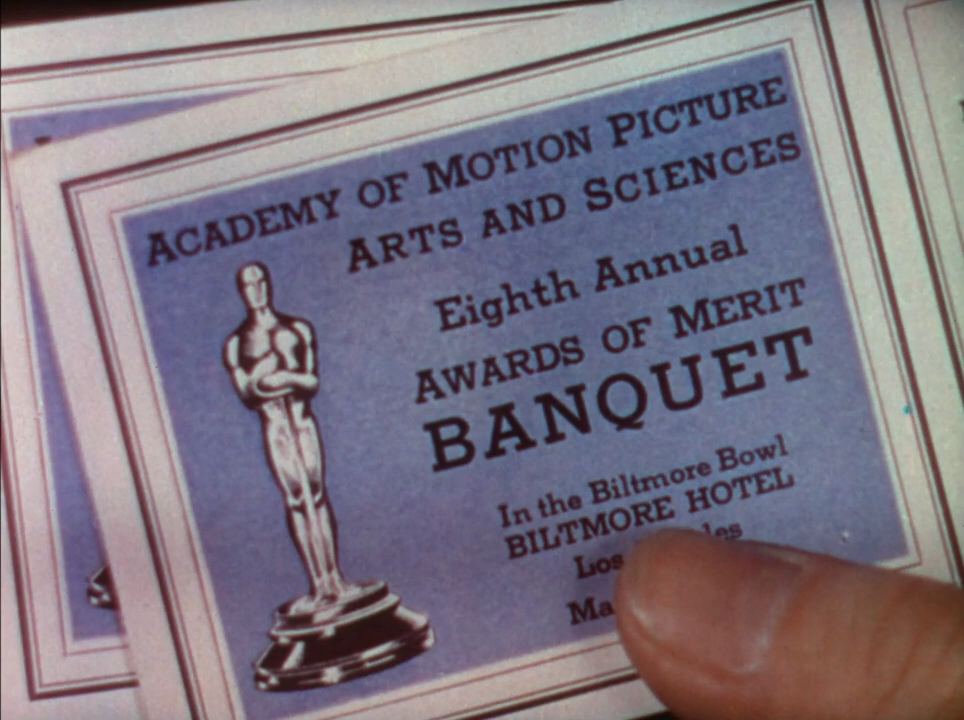 ACADEMY OF MOTION PICTURE
ARTS AND SCIENCES
Eighth Annual
AWARDS OF MERIT
BANQUET
In the Biltmore Bowl
BILTMORE HOTEL
Los